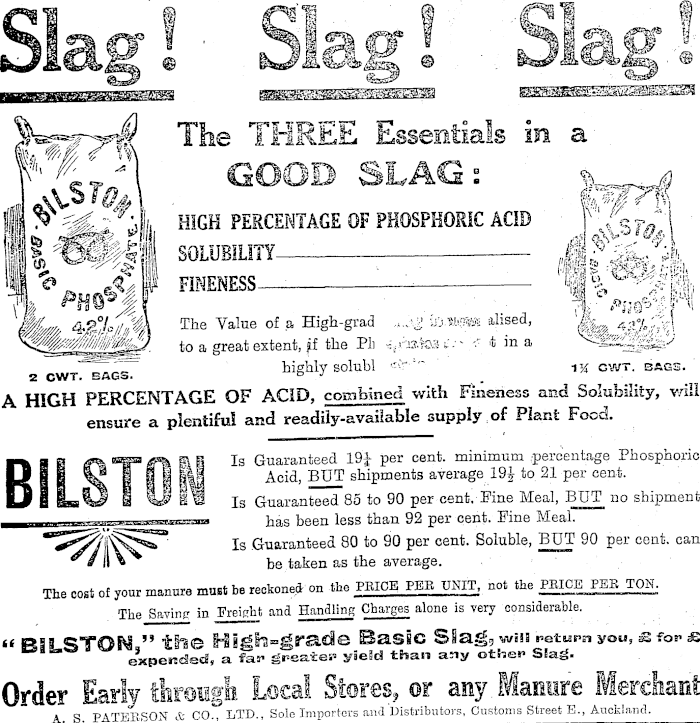 Slag! Slag! Slag!
The THREE Essentials in a
GOOD SLAG:
HIGH PERCENTAGE OF PHOSPHORIC ACID
SOLUBILITY
FINENESS
BILSTON
BASIC PHOSPHATE
42%
2 CWT. BAGS.
BILSTON
BASIC PHOSPHATE
42%
1¼ CWT. BAGS.
The Value of a High-grad alised,
to a great extent, if the Ph t in a
highly solubl
A HIGH PERCENTAGE OF ACID, combined with Fineness and Solubility, will
ensure a plentiful and readily-available supply of Plant Food.
BILSTON
Is Guaranteed 19¼ per cent. minimum percentage Phosphoric
Acid, BUT shipments average 19½ to 21 per cent.
Is Guaranteed 85 to 90 per cent. Fine Meal, BUT no shipment
has been less than 92 per cent. Fine Meal.
Is Guaranteed 80 to 90 per cent. Soluble, BUT 90 per cent. can
be taken as the average.
The cost of your manure must be reckoned on the PRICE PER UNIT, not the PRICE PER TON.
The Saving in Freight and Handling Charges alone is very considerable.
"BILSTON," the High-grade Basic Slag, will return you, £ for £
expended, a far greater yield than any other Slag.
Order Early through Local Stores, or any Manure Merchant
A. S. PATERSON & CO., LTD., Sole Importers and Distributors, Customs Street E., Auckland.